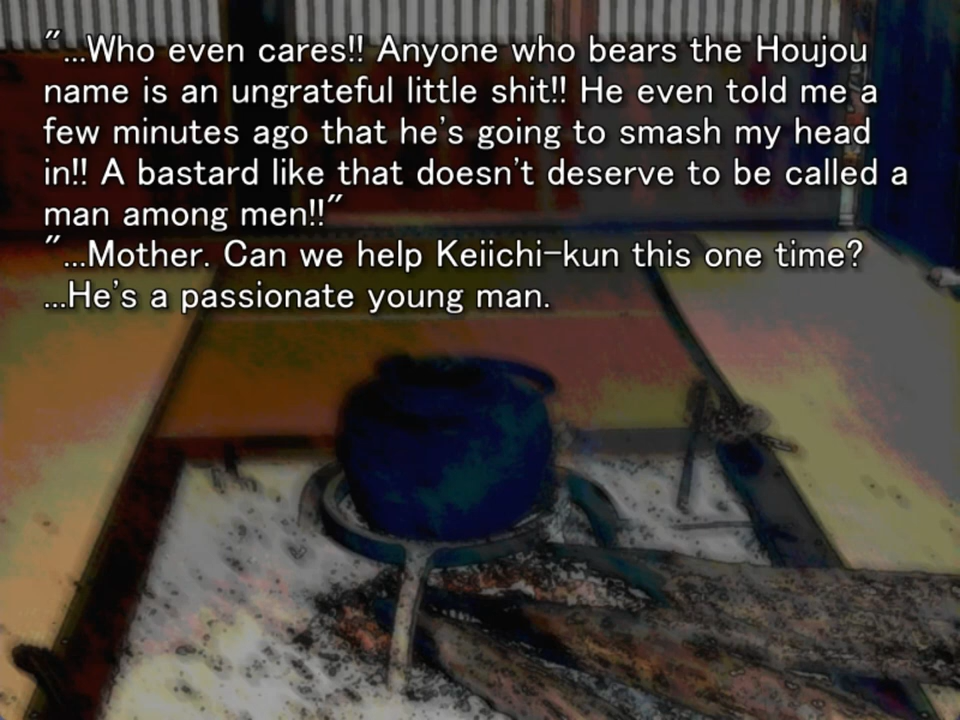 "...Who even cares!! Anyone who bears the Houjou
name is an ungrateful little shit!! He even told me a
few minutes ago that he's going to smash my head
in!! A bastard like that doesn't deserve to be called a
man among men!!"
"...Mother. Can we help Keiichi-kun this one time?
...He's a passionate young man.